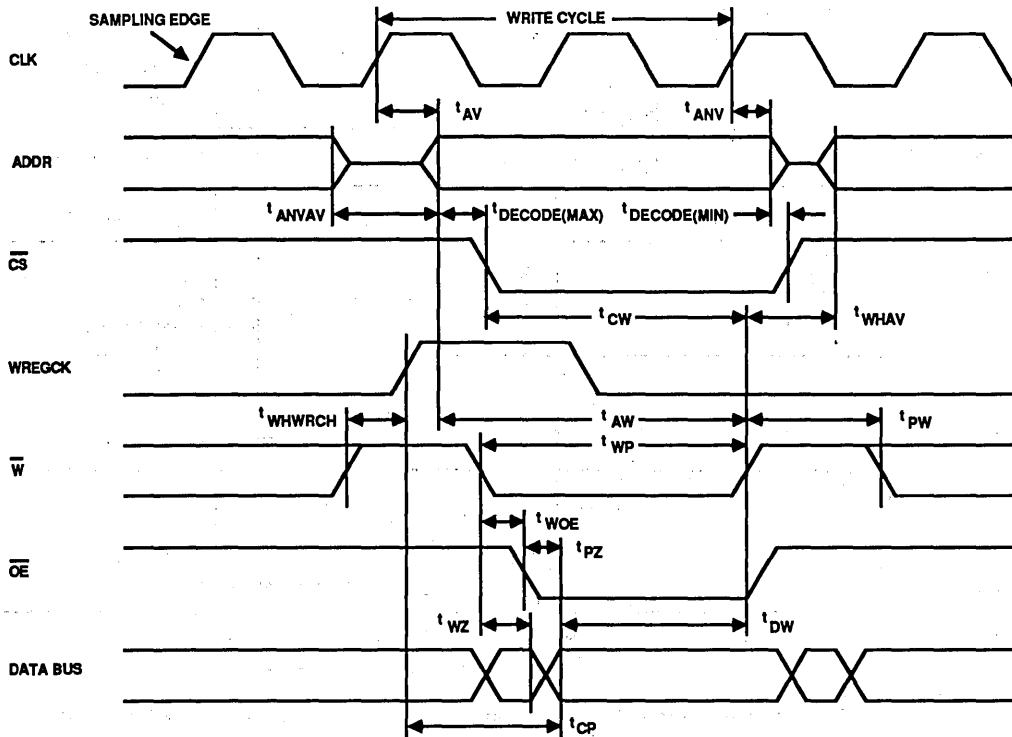 SAMPLING EDGE
WRITE CYCLE
CLK
tAV
tANV
ADDR
tANVAV
tDECODE(MAX)
tDECODE(MIN)
CS
tCW
tWHAV
WREGCK
tWHWRCH
tAW
tPW
tWP
W
tWOE
tPZ
OE
tWZ
tDW
DATA BUS
tCP